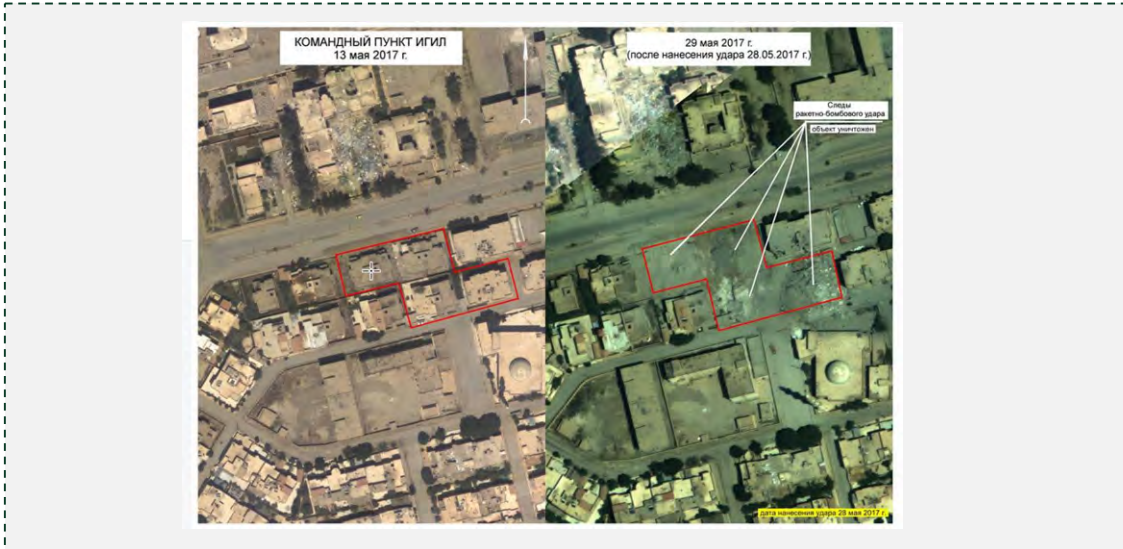 КОМАНДНЫЙ ПУНКТ ИГИЛ
13 мая 2017 г.
29 мая 2017 г.
(после нанесения удара 28.05.2017 г.)
Следы
ракетно-бомбового удара
объект уничтожен
дата нанесения удара 28 мая 2017 г.